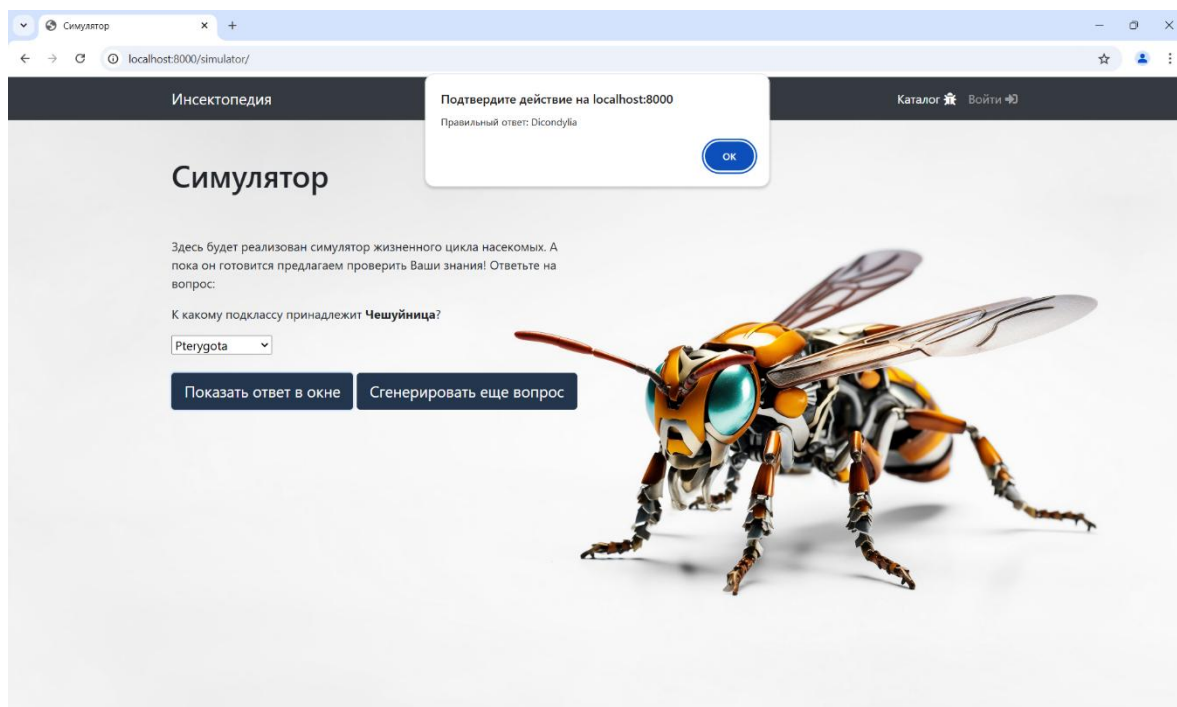 Симулятор
localhost:8000/simulator/
Инсектопедия
Каталог
Войти
Подтвердите действие на localhost:8000
Правильный ответ: Dicondylia
ОК
Симулятор
Здесь будет реализован симулятор жизненного цикла насекомых. А
пока он готовится предлагаем проверить Ваши знания! Ответьте на
вопрос:
К какому подклассу принадлежит Чешуйница?
Pterygota
Показать ответ в окне
Сгенерировать еще вопрос